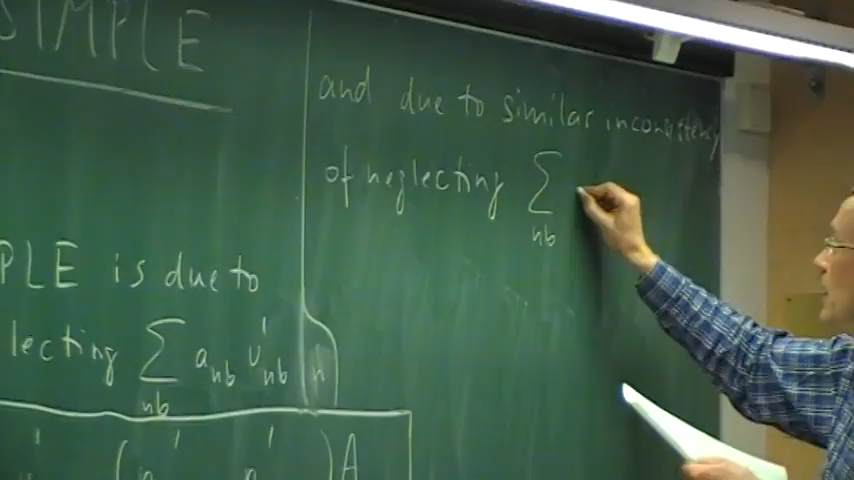 SIMPLE
PLE is due to
lecting ∑ a_nb u'_nb
nb
and due to similar inconsistency
of neglecting ∑
nb